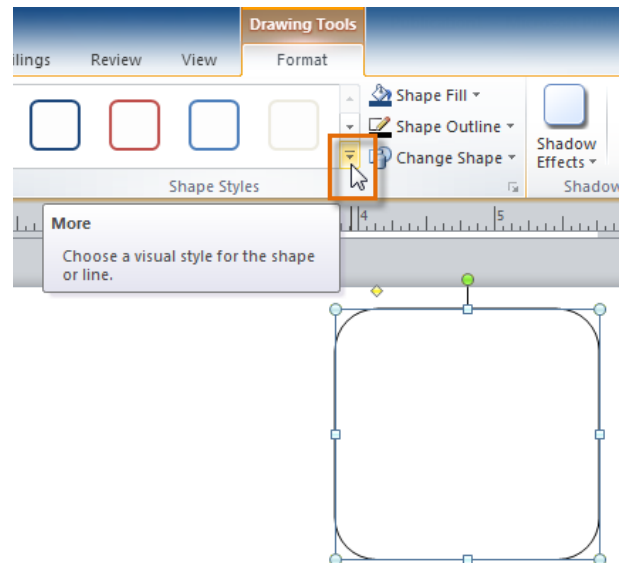 Drawing Tools
ilings Review View Format
Shape Fill
Shape Outline
Change Shape
Shadow
Effects
Shape Styles
Shadow
4 5
More
Choose a visual style for the shape
or line.